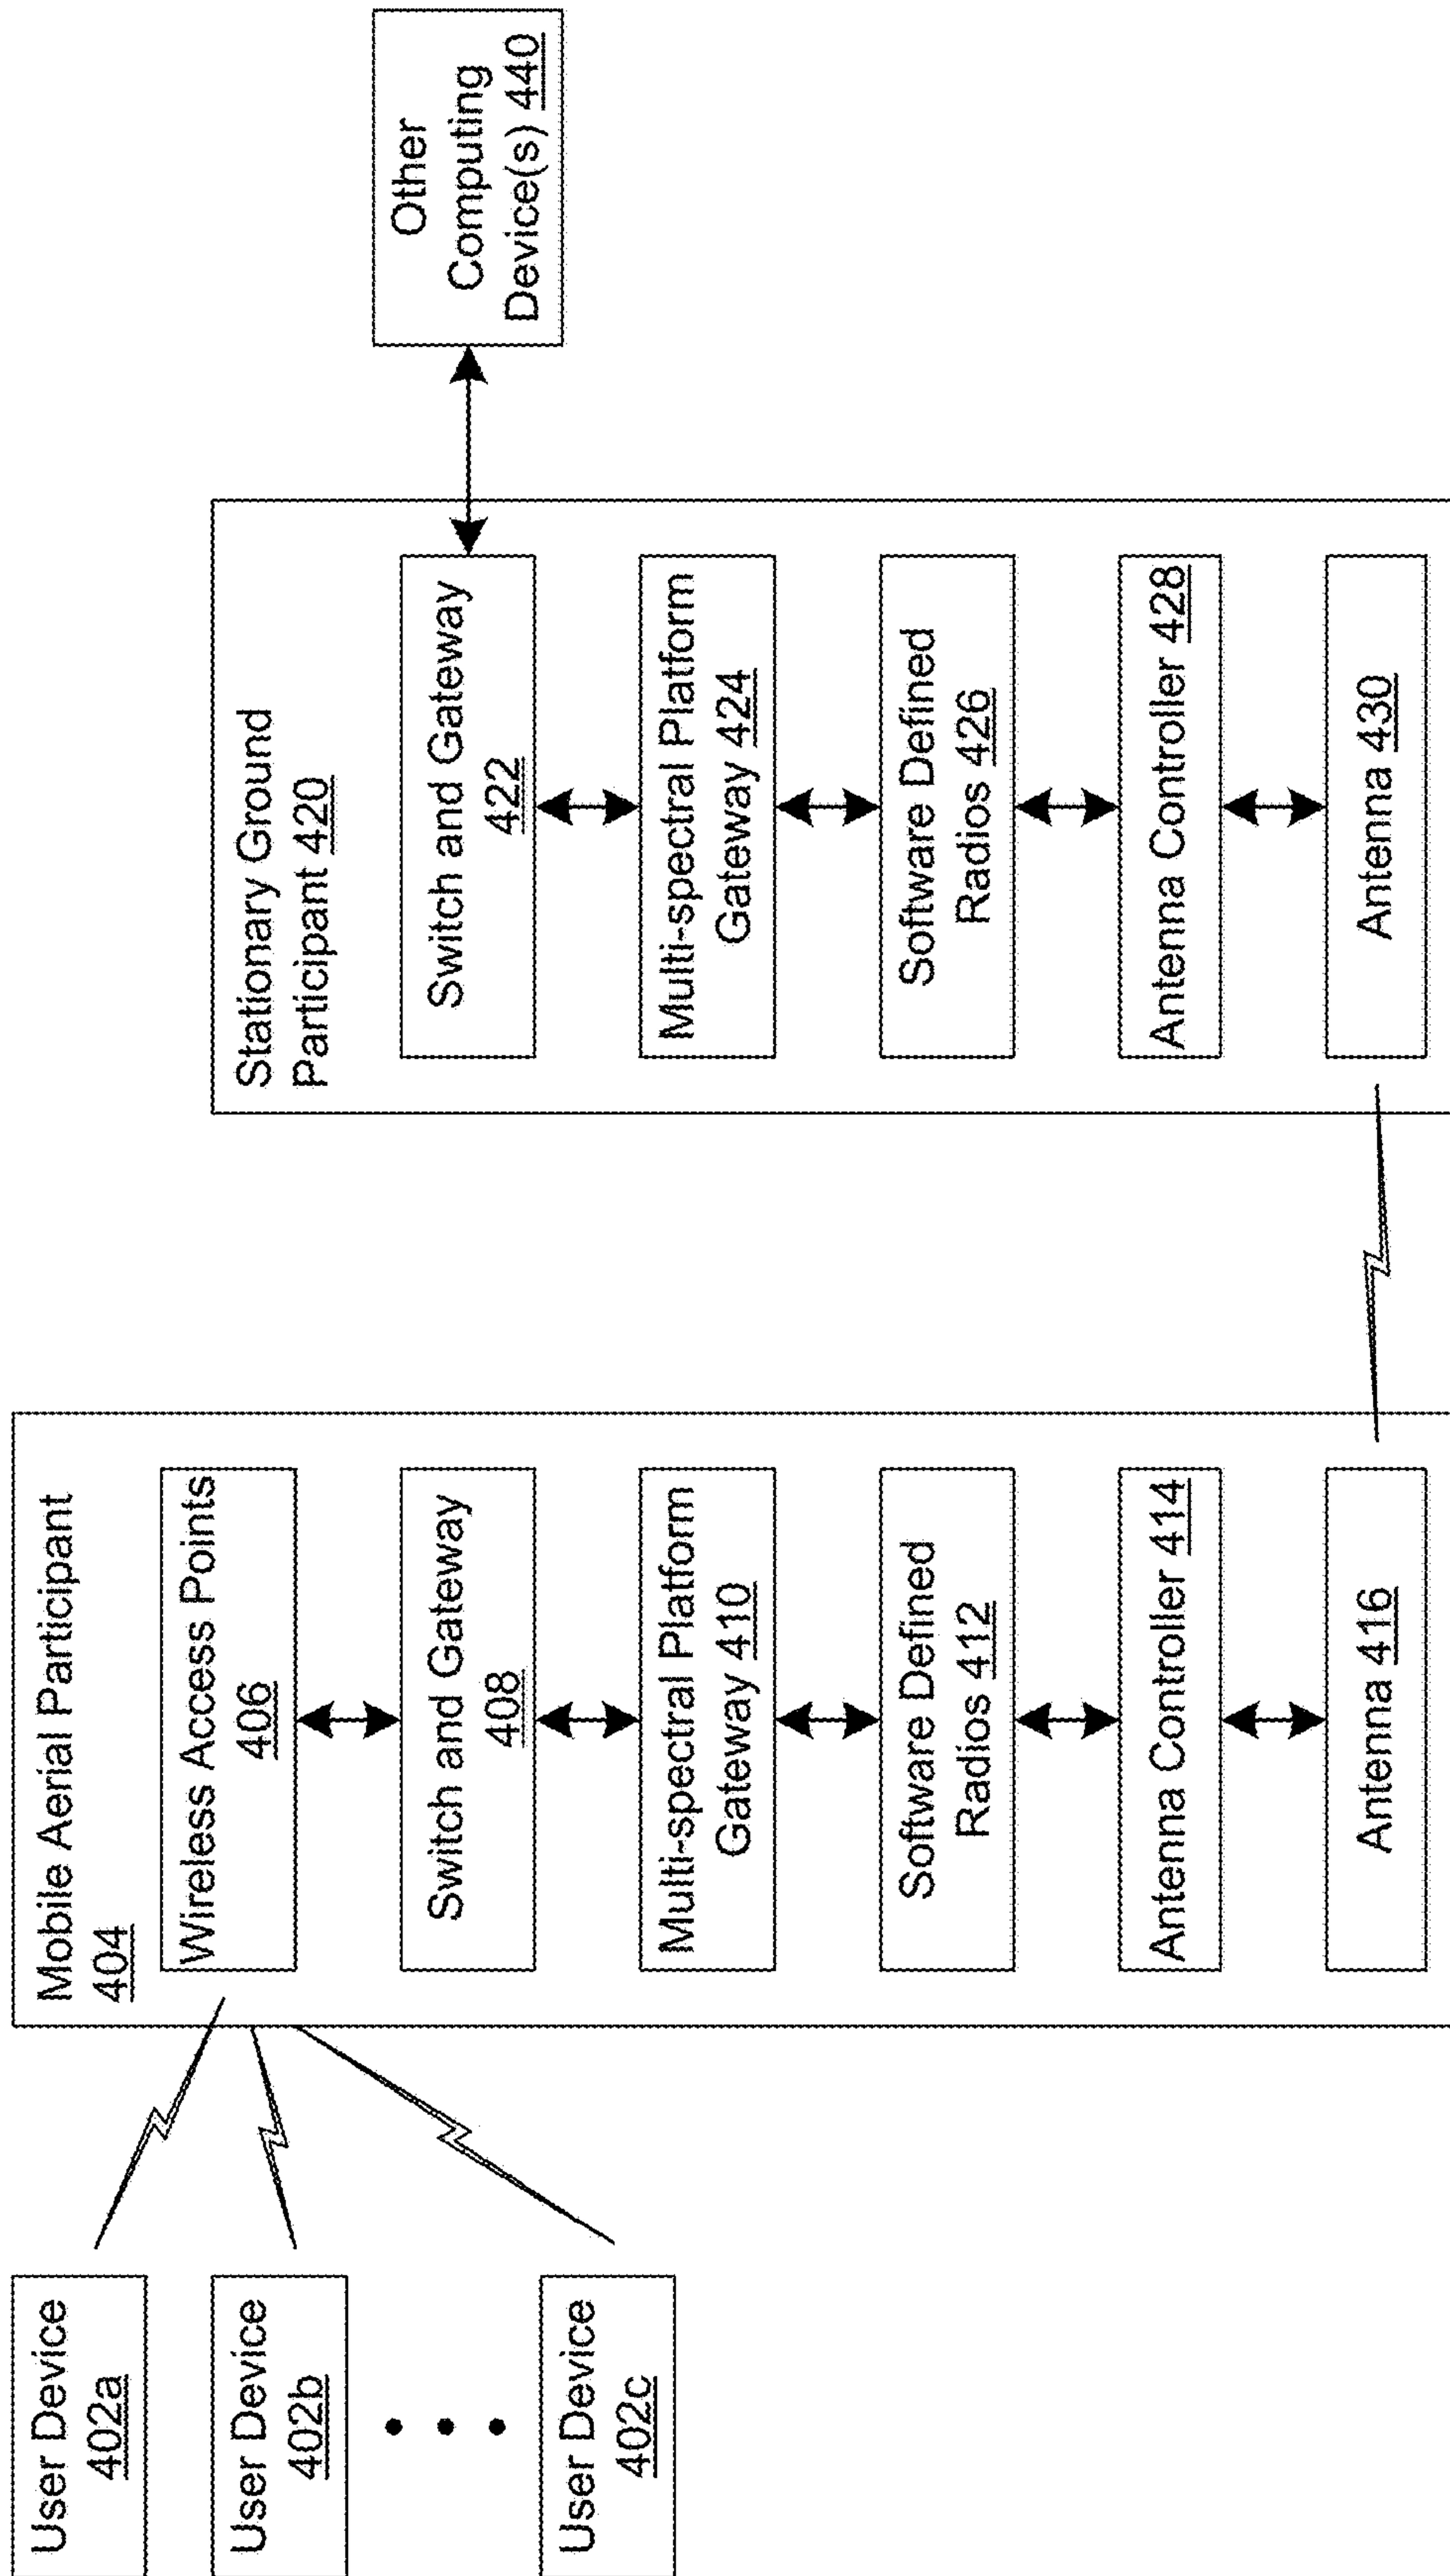 User Device
402a
User Device
402b
User Device
402c
Mobile Aerial Participant
404
Wireless Access Points
406
Switch and Gateway
408
Multi-spectral Platform
Gateway 410
Software Defined
Radios 412
Antenna Controller 414
Antenna 416
Stationary Ground
Participant 420
Switch and Gateway
422
Multi-spectral Platform
Gateway 424
Software Defined
Radios 426
Antenna Controller 428
Antenna 430
Other
Computing
Device(s) 440